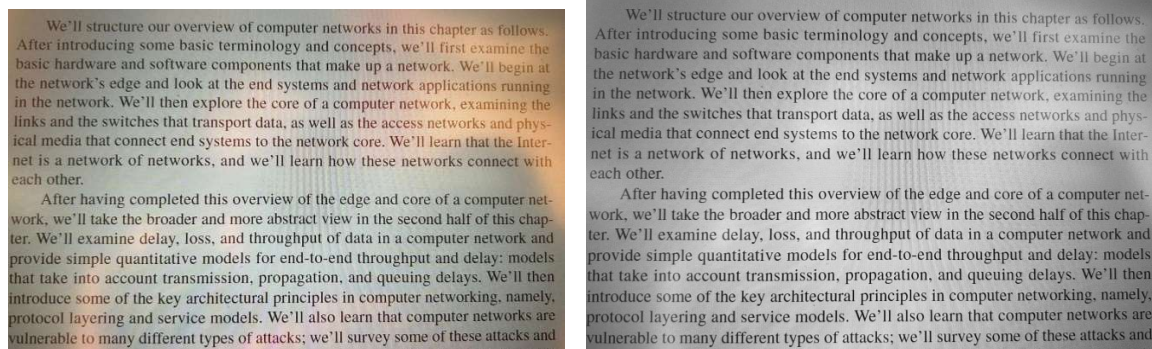 We'll structure our overview of computer networks in this chapter as follows.
After introducing some basic terminology and concepts, we'll first examine the
basic hardware and software components that make up a network. We'll begin at
the network's edge and look at the end systems and network applications running
in the network. We'll then explore the core of a computer network, examining the
links and the switches that transport data, as well as the access networks and phys-
ical media that connect end systems to the network core. We'll learn that the Inter-
net is a network of networks, and we'll learn how these networks connect with
each other.
After having completed this overview of the edge and core of a computer net-
work, we'll take the broader and more abstract view in the second half of this chap-
ter. We'll examine delay, loss, and throughput of data in a computer network and
provide simple quantitative models for end-to-end throughput and delay: models
that take into account transmission, propagation, and queuing delays. We'll then
introduce some of the key architectural principles in computer networking, namely,
protocol layering and service models. We'll also learn that computer networks are
vulnerable to many different types of attacks; we'll survey some of these attacks and
We'll structure our overview of computer networks in this chapter as follows.
After introducing some basic terminology and concepts, we'll first examine the
basic hardware and software components that make up a network. We'll begin at
the network's edge and look at the end systems and network applications running
in the network. We'll then explore the core of a computer network, examining the
links and the switches that transport data, as well as the access networks and phys-
ical media that connect end systems to the network core. We'll learn that the Inter-
net is a network of networks, and we'll learn how these networks connect with
each other.
After having completed this overview of the edge and core of a computer net-
work, we'll take the broader and more abstract view in the second half of this chap-
ter. We'll examine delay, loss, and throughput of data in a computer network and
provide simple quantitative models for end-to-end throughput and delay: models
that take into account transmission, propagation, and queuing delays. We'll then
introduce some of the key architectural principles in computer networking, namely,
protocol layering and service models. We'll also learn that computer networks are
vulnerable to many different types of attacks; we'll survey some of these attacks and